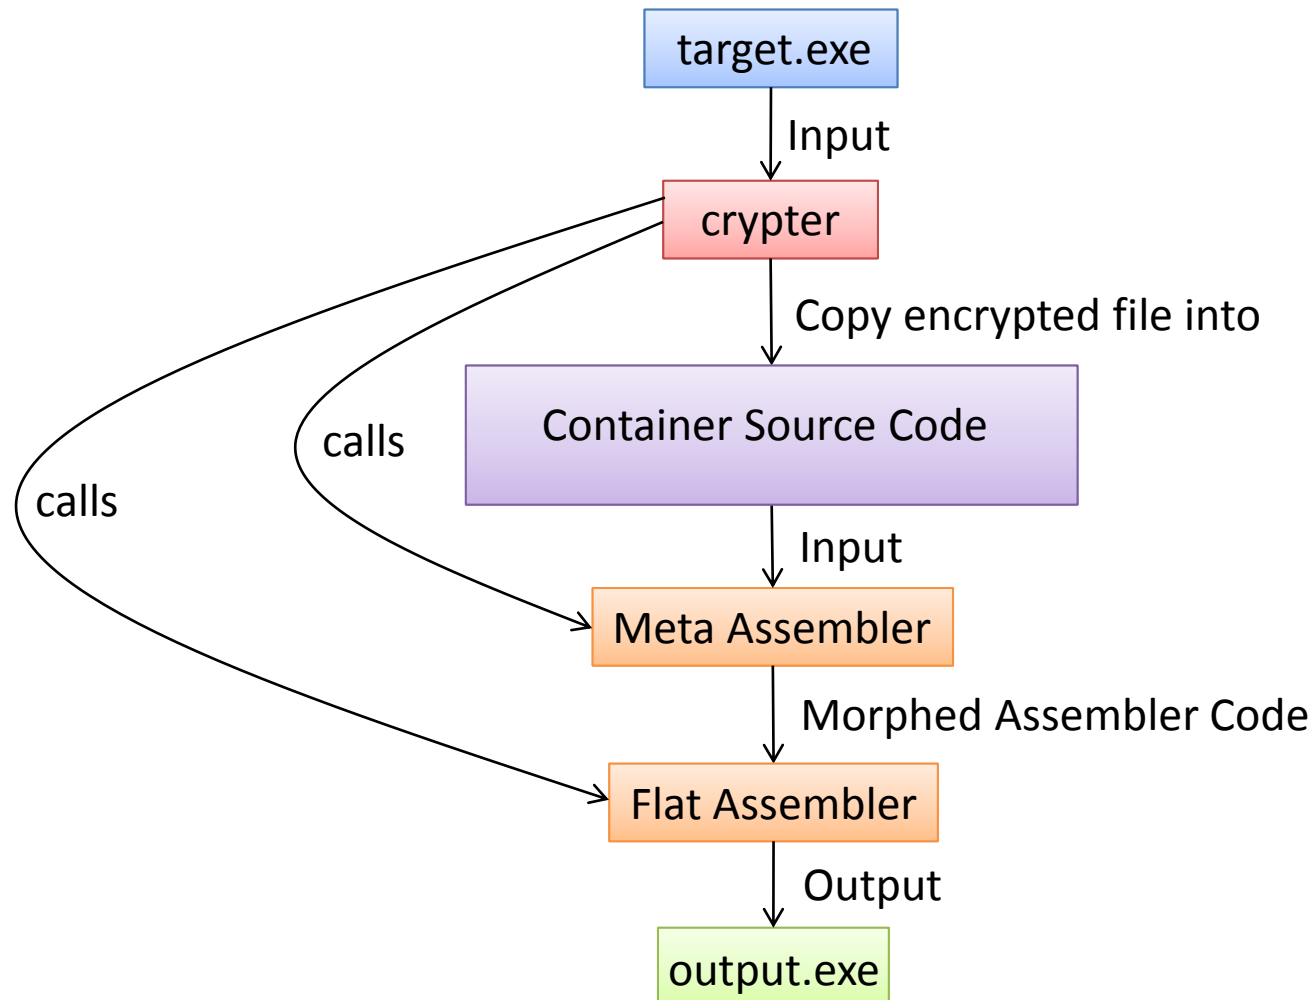 target.exe
Input
crypter
Copy encrypted file into
Container Source Code
calls
calls
Input
Meta Assembler
Morphed Assembler Code
Flat Assembler
Output
output.exe